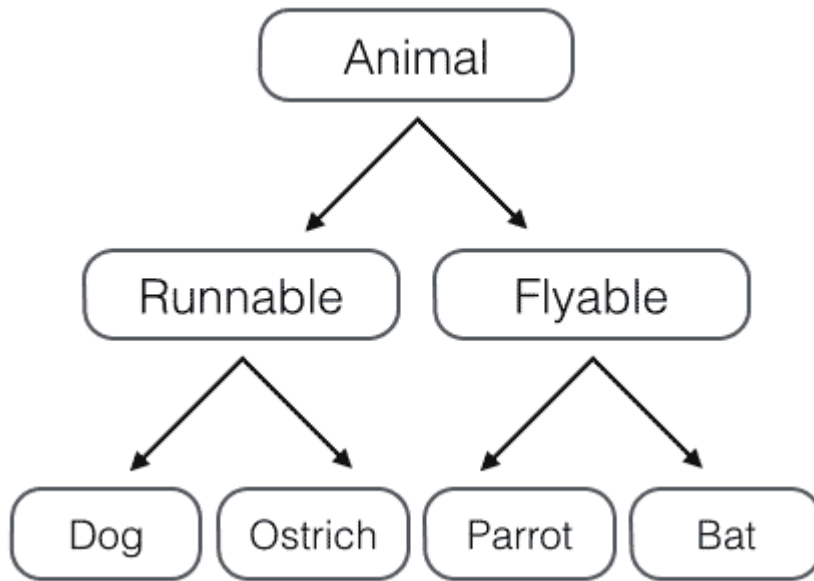 Animal
Runnable
Flyable
Dog
Ostrich
Parrot
Bat